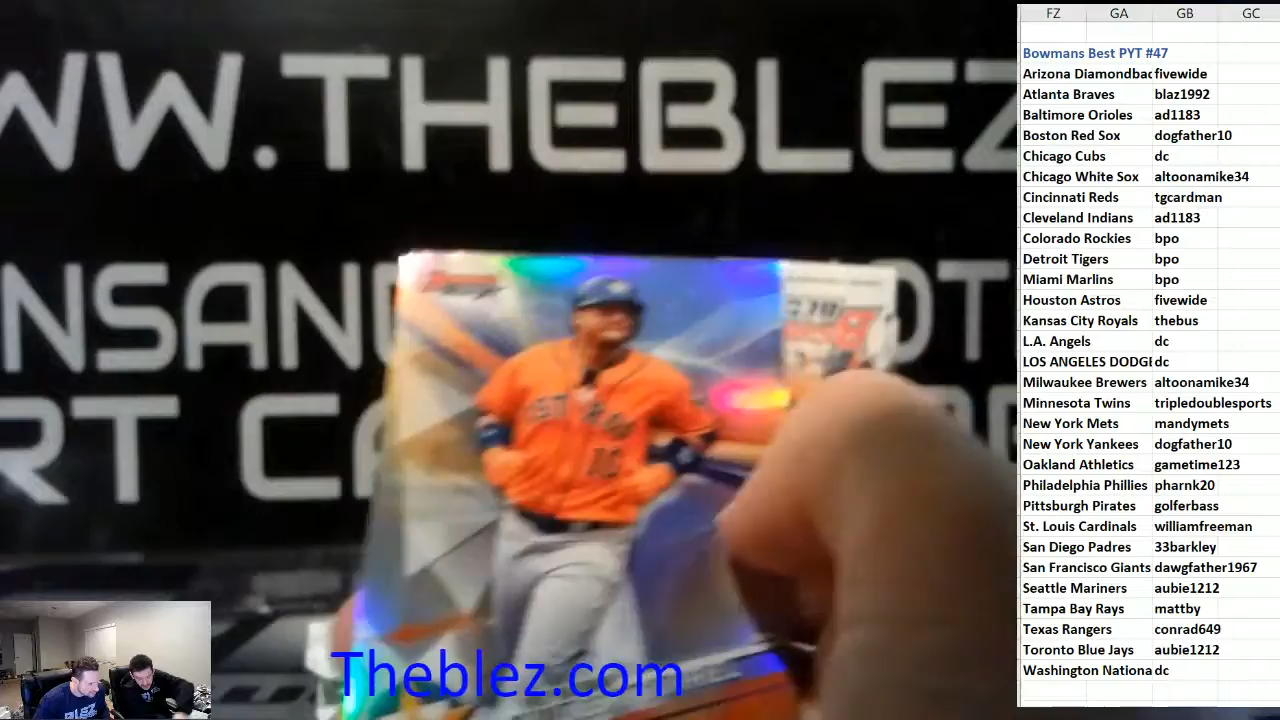 WW. THEBLEZ
NSAN
RT C
Theblez.com
FZ GA GB GC
Bowmans Best PYT #47
Arizona Diamondbac fivewide
Atlanta Braves blaz1992
Baltimore Orioles ad1183
Boston Red Sox dogfather10
Chicago Cubs dc
Chicago White Sox altoonamike34
Cincinnati Reds tgcardman
Cleveland Indians ad1183
Colorado Rockies bpo
Detroit Tigers bpo
Miami Marlins bpo
Houston Astros fivewide
Kansas City Royals thebus
L.A. Angels dc
LOS ANGELES DODGE dc
Milwaukee Brewers altoonamike34
Minnesota Twins tripledoublesports
New York Mets mandymets
New York Yankees dogfather10
Oakland Athletics gametime123
Philadelphia Phillies pharnk20
Pittsburgh Pirates golferbass
St. Louis Cardinals williamfreeman
San Diego Padres 33barkley
San Francisco Giants dawgfather1967
Seattle Mariners aubie1212
Tampa Bay Rays mattby
Texas Rangers conrad649
Toronto Blue Jays aubie1212
Washington Nationa dc